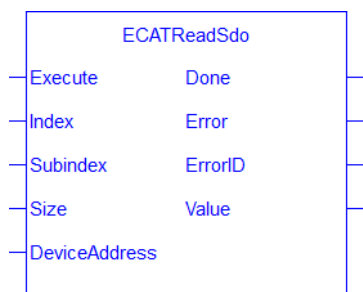 ECATReadSdo
Execute Done
Index Error
Subindex ErrorID
Size Value
DeviceAddress